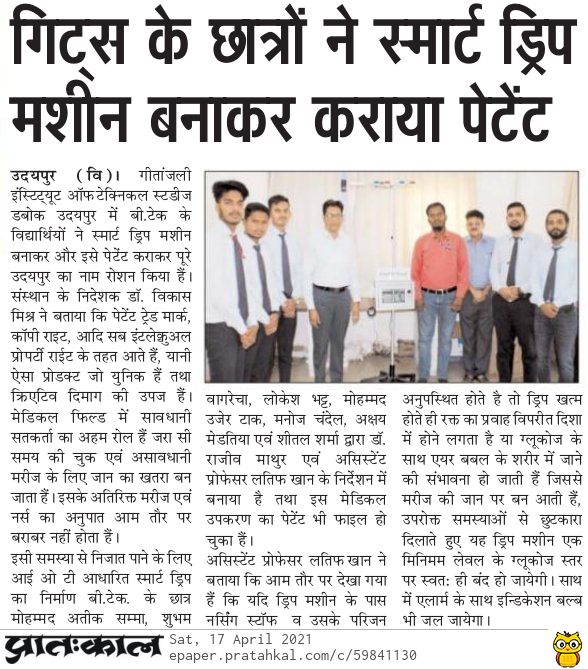 गिट्स के छात्रों ने स्मार्ट ड्रिप
मशीन बनाकर कराया पेटेंट
उदयपुर (वि)। गीतांजली
इंस्टिट्यूट ऑफ टेक्निकल स्टडीज
डबोक उदयपुर में बी.टेक के
विद्यार्थियों ने स्मार्ट ड्रिप मशीन
बनाकर और इसे पेटेंट कराकर पूरे
उदयपुर का नाम रोशन किया हैं।
संस्थान के निदेशक डॉ. विकास
मिश्र ने बताया कि पेटेंट ट्रेड मार्क,
कॉपी राइट, आदि सब इंटलेक्चुअल
प्रोपर्टी राईट के तहत आते हैं, यानी
ऐसा प्रोडक्ट जो युनिक हैं तथा
क्रिएटिव दिमाग की उपज हैं।
मेडिकल फिल्ड में सावधानी
सतकर्ता का अहम रोल हैं जरा सी
समय की चुक एवं असावधानी
मरीज के लिए जान का खतरा बन
जाता हैं। इसके अतिरिक्त मरीज एवं
नर्स का अनुपात आम तौर पर
बराबर नहीं होता हैं।
इसी समस्या से निजात पाने के लिए
आई ओ टी आधारित स्मार्ट ड्रिप
का निर्माण बी.टेक. के छात्र
मोहम्मद अतीक सम्मा, शुभम
वागरेचा, लोकेश भट्ट, मोहम्मद
उजेर टाक, मनोज चंदेल, अक्षय
मेडतिया एवं शीतल शर्मा द्वारा डॉ.
राजीव माथुर एवं असिस्टेंट
प्रोफेसर लतिफ खान के निर्देशन में
बनाया है तथा इस मेडिकल
उपकरण का पेटेंट भी फाइल हो
चुका हैं।
असिस्टेंट प्रोफेसर लतिफ खान ने
बताया कि आम तौर पर देखा गया
हैं कि यदि ड्रिप मशीन के पास
नर्सिंग स्टॉफ व उसके परिजन
अनुपस्थित होते है तो ड्रिप खत्म
होते ही रक्त का प्रवाह विपरीत दिशा
में होने लगता है या ग्लूकोज के
साथ एयर बबल के शरीर में जाने
की संभावना हो जाती हैं जिससे
मरीज की जान पर बन आती हैं,
उपरोक्त समस्याओं से छुटकारा
दिलाते हुए यह ड्रिप मशीन एक
मिनिमम लेवल के ग्लूकोज स्तर
पर स्वत: ही बंद हो जायेगी। साथ
में एलार्म के साथ इन्डिकेशन बल्ब
भी जल जायेगा।
प्रातःकाल
Sat, 17 April 2021
epaper.pratahkal.com/c/59841130